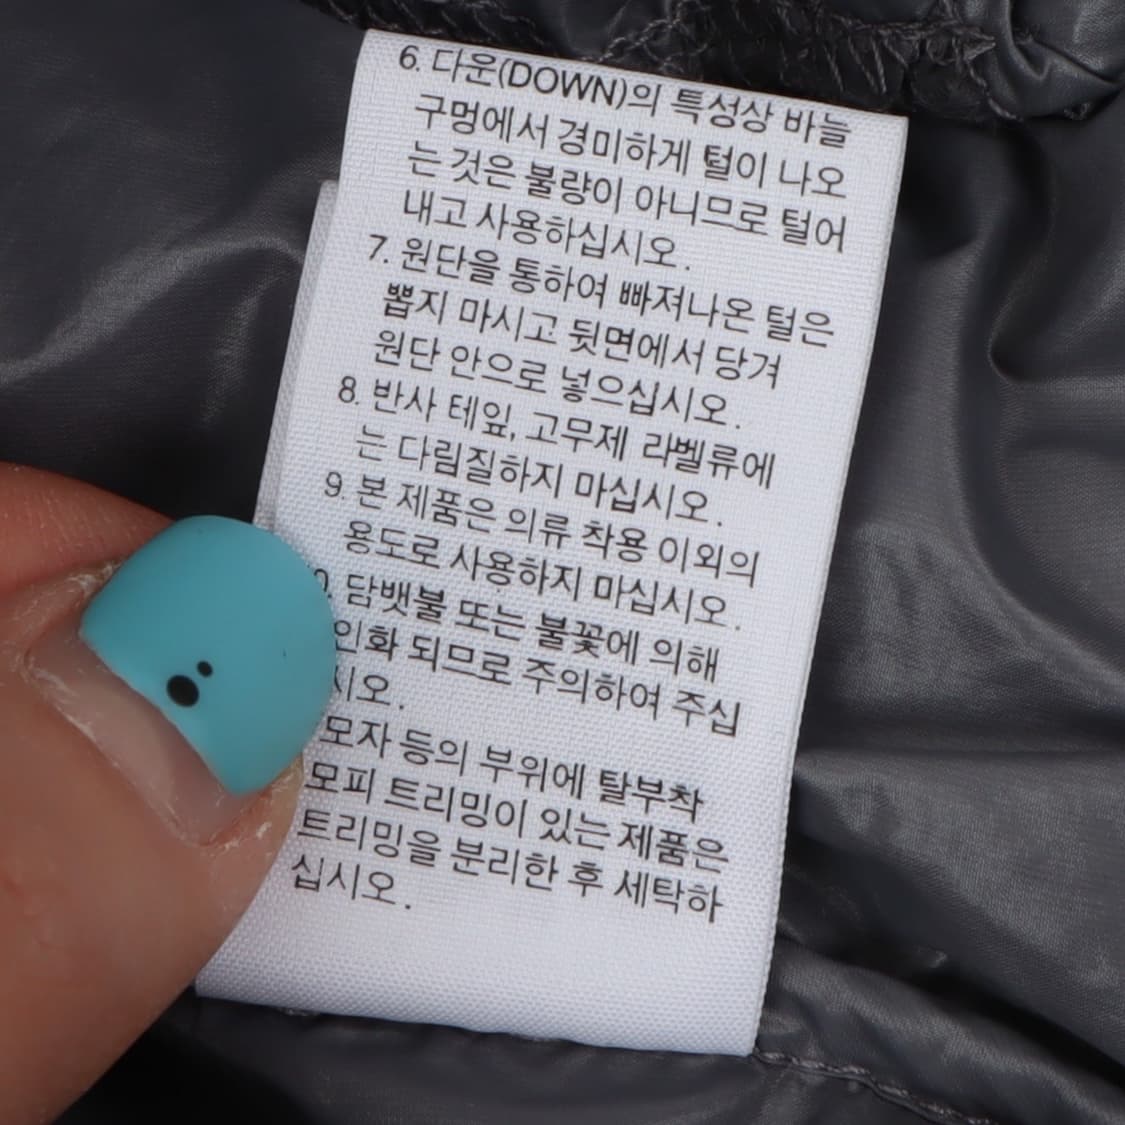 6. 다운(DOWN)의 특성상 바늘
구멍에서 경미하게 털이 나오
는 것은 불량이 아니므로 털어
내고 사용하십시오.
7. 원단을 통하여 빠져나온 털은
뽑지 마시고 뒷면에서 당겨
원단 안으로 넣으십시오.
8. 반사 테잎, 고무제 라벨류에
는 다림질하지 마십시오.
9. 본 제품은 의류 착용 이외의
용도로 사용하지 마십시오.
담뱃불 또는 불꽃에 의해
인화 되므로 주의하여 주십
시오.
모자 등의 부위에 탈부착
모피 트리밍이 있는 제품은
트리밍을 분리한 후 세탁하
십시오.